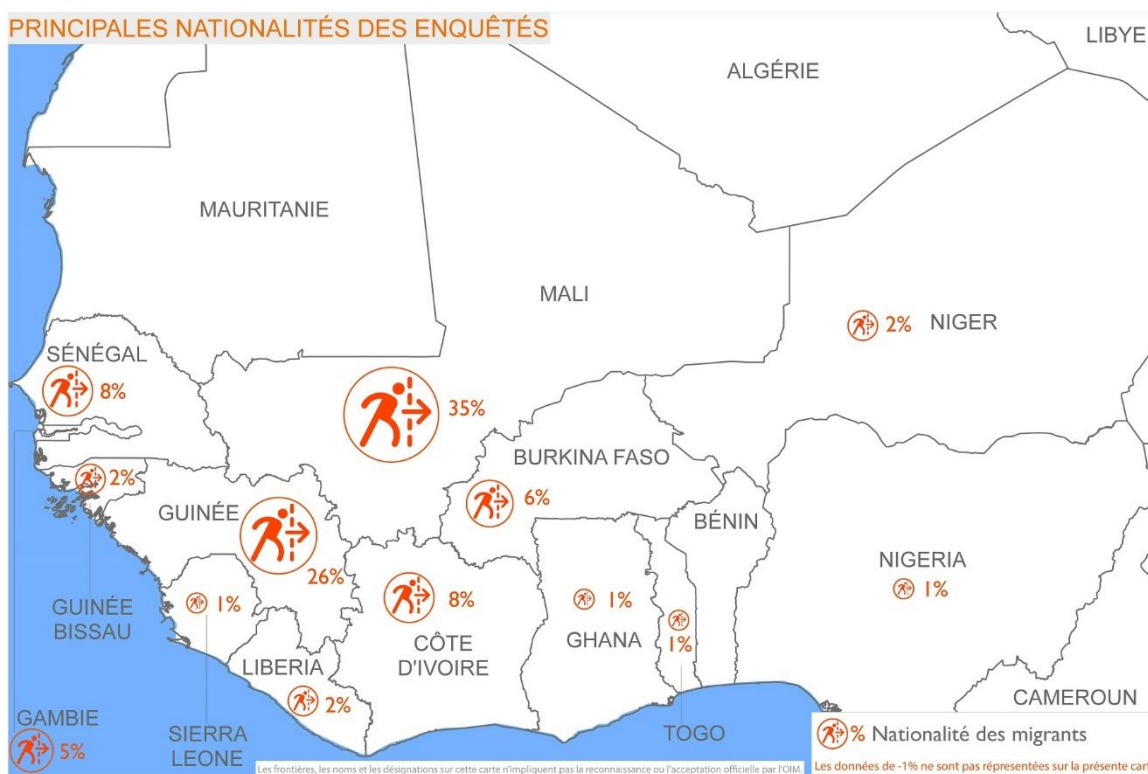 PRINCIPALES NATIONALITÉS DES ENQUÊTÉS
LIBYE
ALGÉRIE
MAURITANIE
MALI
2% NIGER
SÉNÉGAL
8%
35%
BURKINA FASO
6%
2%
GUINÉE
26%
BÉNIN
NIGERIA
1%
GUINÉE
BISSAU
1%
8%
CÔTE
D'IVOIRE
1%
GHANA
1%
LIBERIA
2%
CAMEROUN
GAMBIE
5%
SIERRA
LEONE
TOGO
% Nationalité des migrants
Les frontières, les noms et les désignations sur cette carte n'impliquent pas la reconnaissance ou l'acceptation officielle par l'OIM.
Les données de -1% ne sont pas répresentées sur la présente ca